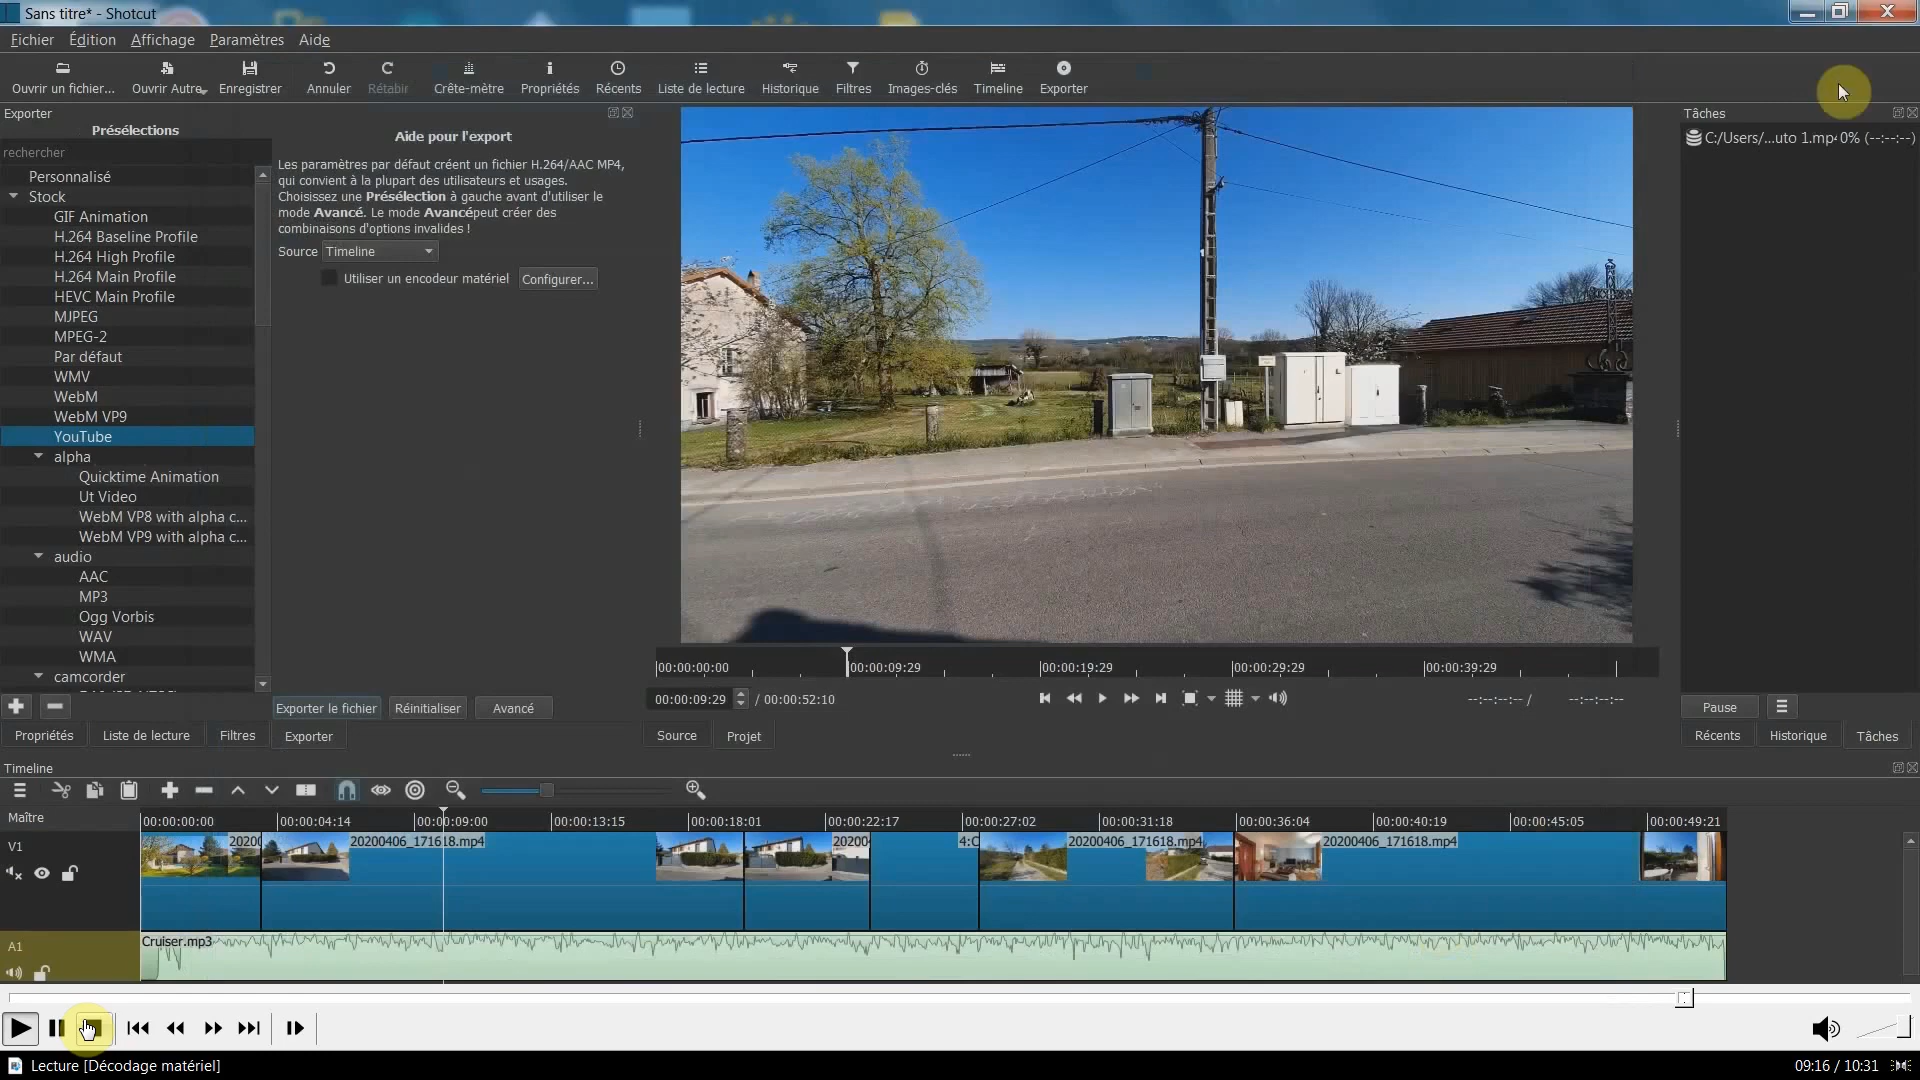 Sans titre* - Shotcut
Fichier Édition Affichage Paramètres Aide
Ouvrir un fichier... Ouvrir Autre Enregistrer Annuler Rétabir Crête-mètre Propriétés Récents Liste de lecture Historique Filtres Images-clés Timeline Exporter
Exporter
Présélections
rechercher
Personnalisé
Stock
GIF Animation
H.264 Baseline Profile
H.264 High Profile
H.264 Main Profile
HEVC Main Profile
MJPEG
MPEG-2
Par défaut
WMV
WebM
WebM VP9
YouTube
alpha
Quicktime Animation
Ut Video
WebM VP8 with alpha c...
WebM VP9 with alpha c...
audio
AAC
MP3
Ogg Vorbis
WAV
WMA
camcorder
Aide pour l'export
Les paramètres par défaut créent un fichier H.264/AAC MP4,
qui convient à la plupart des utilisateurs et usages.
Choisissez une Présélection à gauche avant d'utiliser le
mode Avancé. Le mode Avancépeut créer des
combinaisons d'options invalides !
Source Timeline
Utiliser un encodeur matériel Configurer...
Exporter le fichier Réinitialiser Avancé
Propriétés Liste de lecture Filtres Exporter
00:00:00:00 00:00:09:29 00:00:19:29 00:00:29:29 00:00:39:29
00:00:09:29 / 00:00:52:10 --:--:--:-- / --:--:--:--
Source Projet
Tâches
C:/Users/...uto 1.mp4 0% (--:--:--)
Pause
Récents Historique Tâches
Timeline
Maître
00:00:00:00 00:00:04:14 00:00:09:00 00:00:13:15 00:00:18:01 00:00:22:17 00:00:27:02 00:00:31:18 00:00:36:04 00:00:40:19 00:00:45:05 00:00:49:21
V1
20200 20200406_171618.mp4 20200 4:0 20200406_171618.mp4 20200406_171618.mp4
A1
Cruiser.mp3
Lecture [Décodage matériel]
09:16 / 10:31